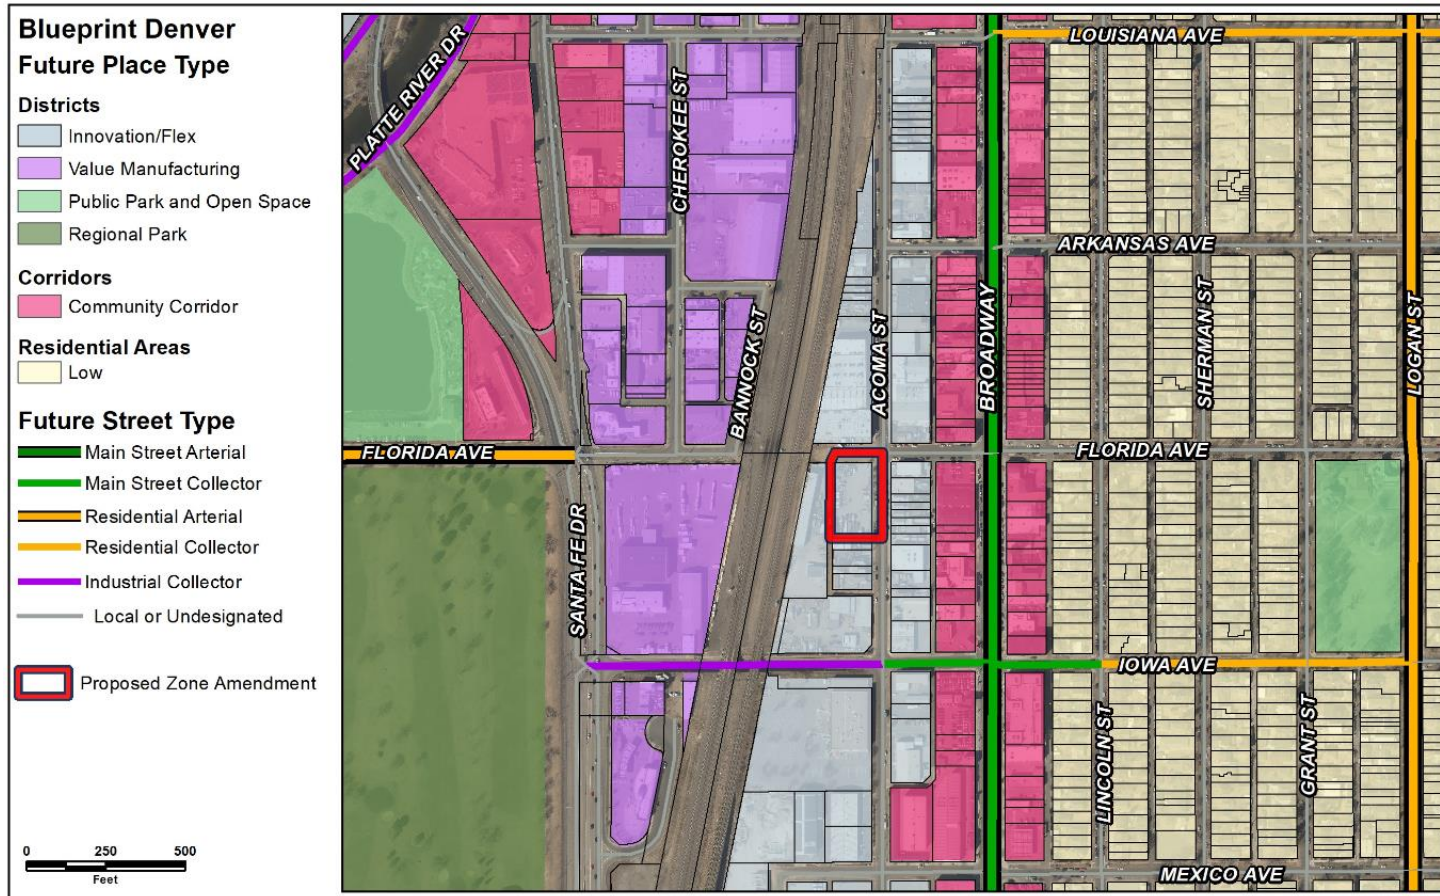 Blueprint Denver
Future Place Type
Districts
Innovation/Flex
Value Manufacturing
Public Park and Open Space
Regional Park
Corridors
Community Corridor
Residential Areas
Low
Future Street Type
Main Street Arterial
Main Street Collector
Residential Arterial
Residential Collector
Industrial Collector
Local or Undesignated
Proposed Zone Amendment
0 250 500
Feet
LOUISIANA AVE
PLATTE RIVER DR
CHEROKEE ST
ARKANSAS AVE
BANNOCK ST
ACOMA ST
BROADWAY
SHERMAN ST
LOGAN ST
FLORIDA AVE
FLORIDA AVE
SANTA FE DR
IOWA AVE
LINCOLN ST
GRANT ST
MEXICO AVE